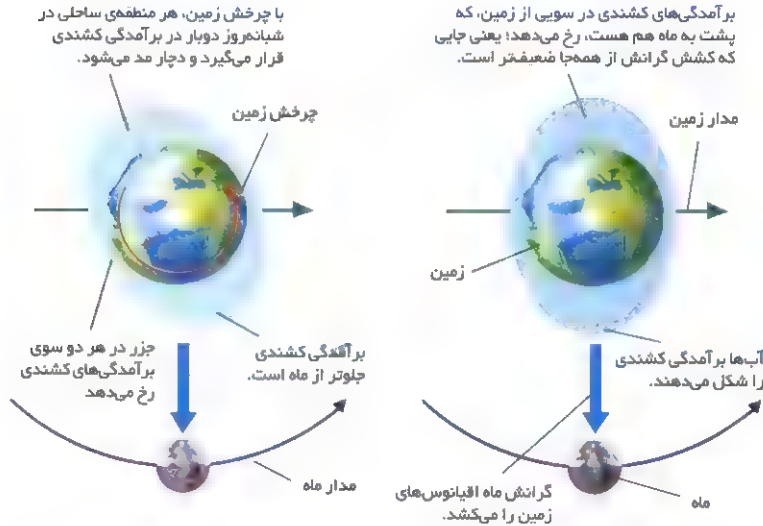 برآمدگی‌های کشندی در سویی از زمین، که
پشت به ماه هم هست، رخ می‌دهد؛ یعنی جایی
که کشش گرانش از همه‌جا ضعیف‌تر است.
مدار زمین
زمین
آب‌ها برآمدگی کشندی
را شکل می‌دهند.
گرانش ماه اقیانوس‌های
زمین را می‌کشد.
ماه
با چرخش زمین، هر منطقه‌ی ساحلی در
شبانه‌روز دوبار در برآمدگی کشندی
قرار می‌گیرد و دچار مد می‌شود.
چرخش زمین
برآمدگی کشندی
جلوتر از ماه است.
جزر در هر دو سوی
برآمدگی‌های کشندی
رخ می‌دهد
مدار ماه